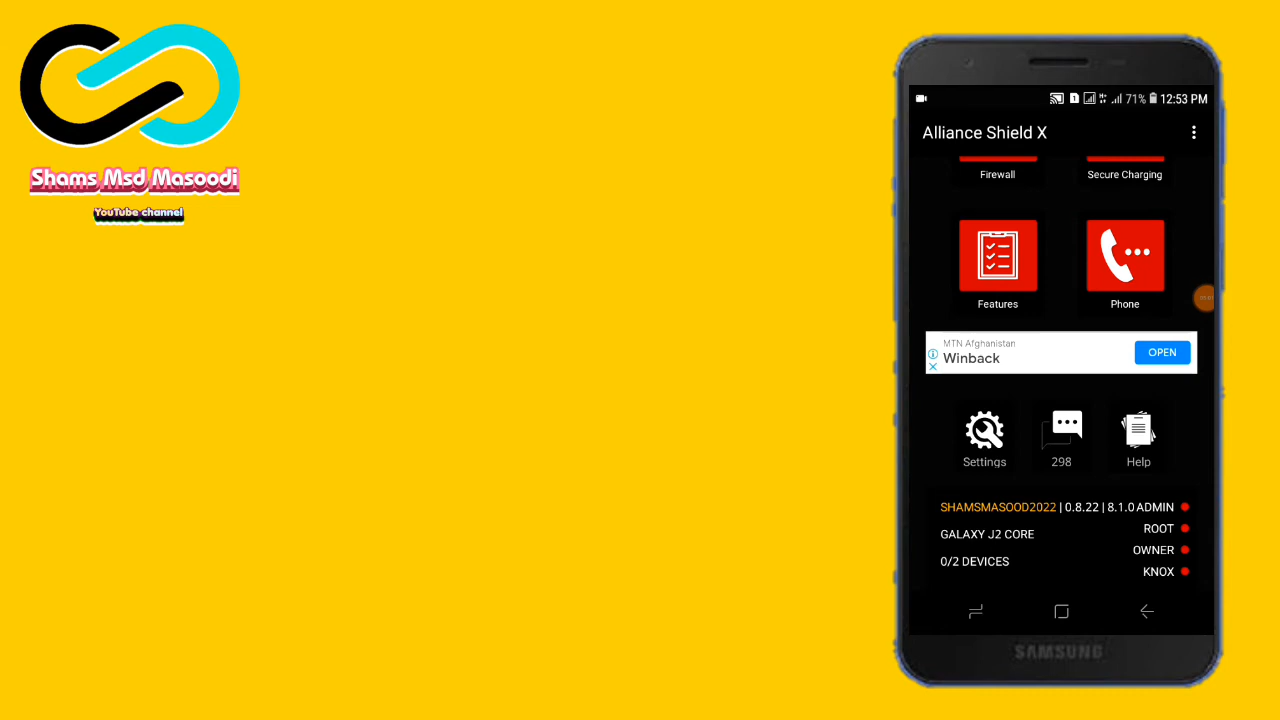 Shams Msd Masoodi
YouTube channel
71% 12:53 PM
Alliance Shield X
Firewall
Secure Charging
Features
Phone
MTN Afghanistan
Winback
OPEN
Settings
298
Help
SHAMSMASOOD2022 | 0.8.22 | 8.1.0 ADMIN
ROOT
GALAXY J2 CORE
OWNER
0/2 DEVICES
KNOX
SAMSUNG